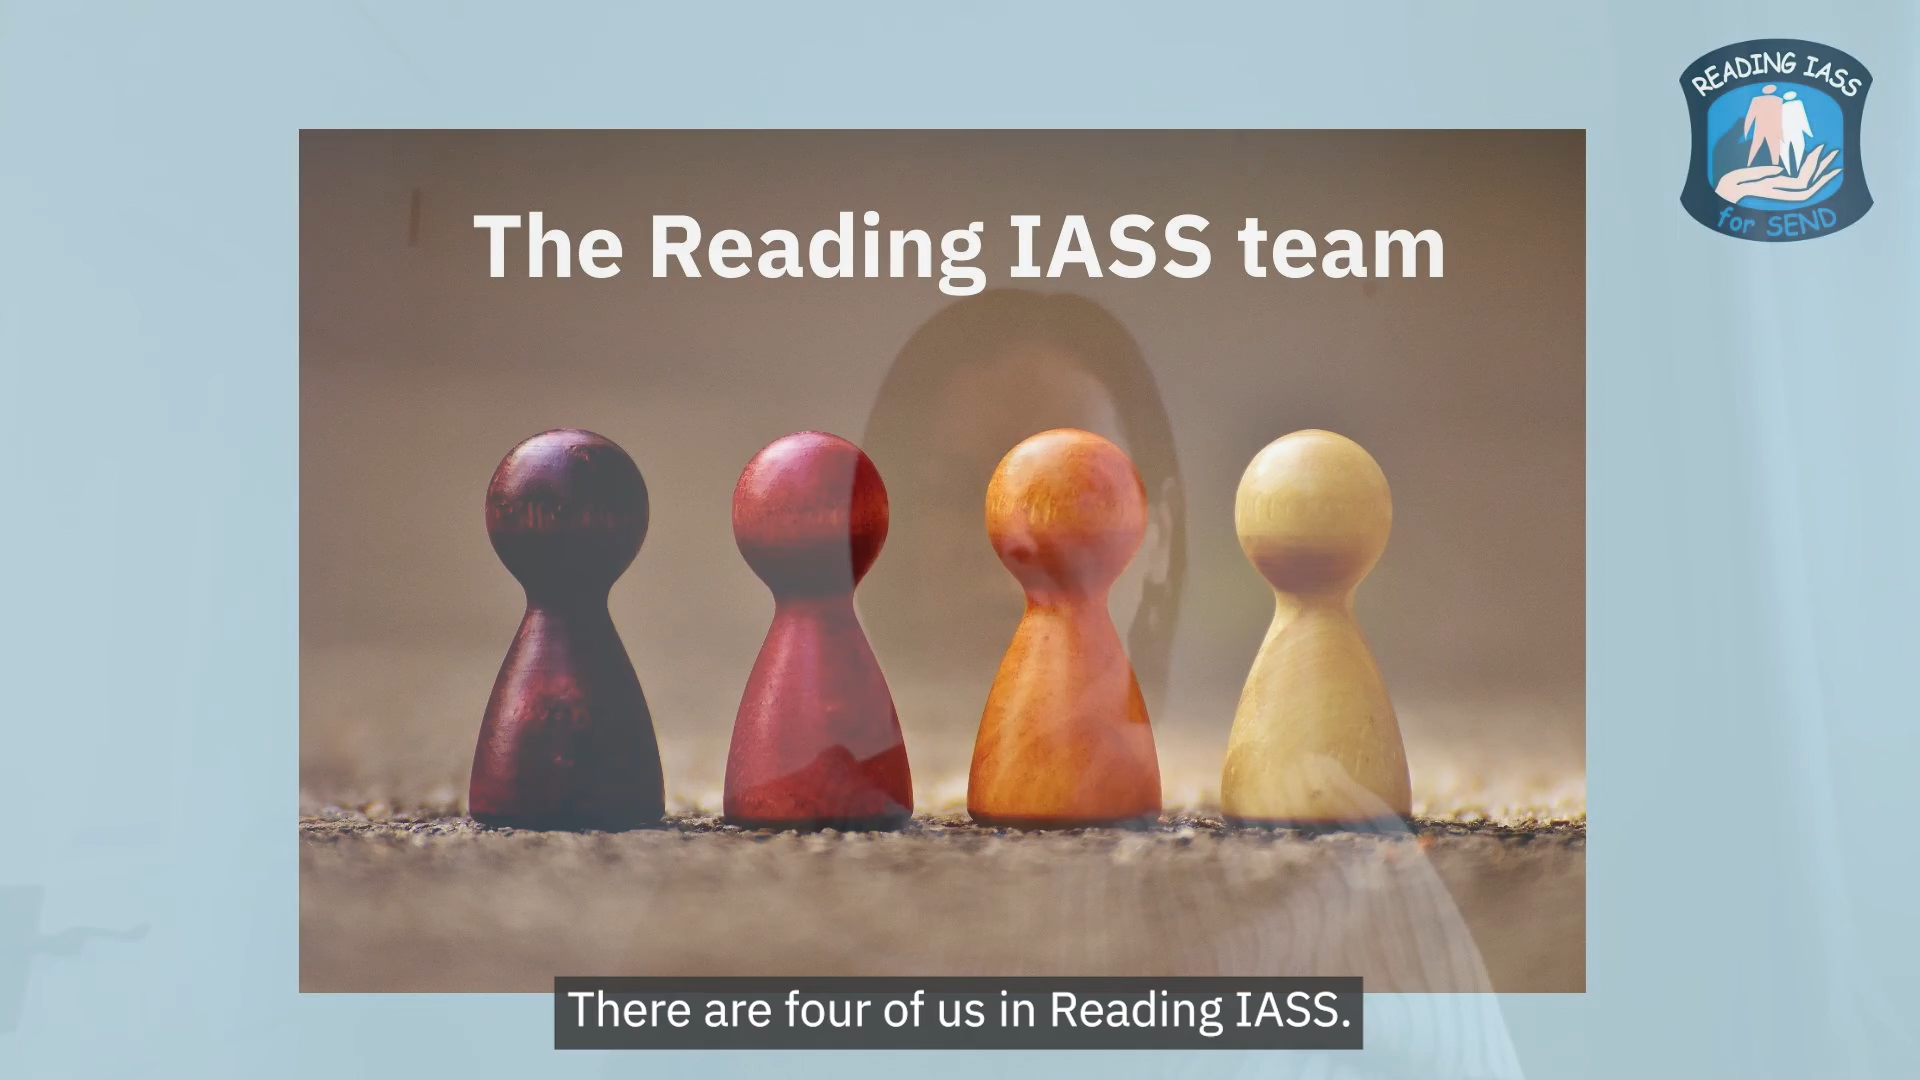 READING IASS
for SEND
The Reading IASS team
There are four of us in Reading IASS.